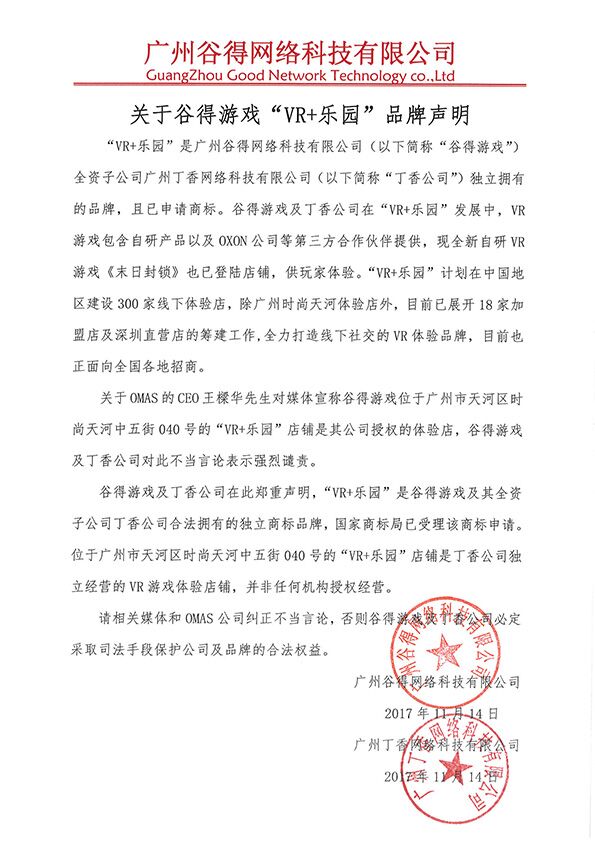 广州谷得网络科技有限公司
GuangZhou Good Network Technology co.,Ltd
关于谷得游戏“VR+乐园”品牌声明
“VR+乐园”是广州谷得网络科技有限公司（以下简称“谷得游戏”）
全资子公司广州丁香网络科技有限公司（以下简称“丁香公司”）独立拥有
的品牌，且已申请商标。谷得游戏及丁香公司在“VR+乐园”发展中，VR
游戏包含自研产品以及OXON公司等第三方合作伙伴提供，现全新自研VR
游戏《末日封锁》也已登陆店铺，供玩家体验。“VR+乐园”计划在中国地
区建设300家线下体验店，除广州时尚天河体验店外，目前已展开18家加
盟店及深圳直营店的筹建工作,全力打造线下社交的VR体验品牌，目前也
正面向全国各地招商。
关于OMAS的CEO王樑华先生对媒体宣称谷得游戏位于广州市天河区时
尚天河中五街040号的“VR+乐园”店铺是其公司授权的体验店，谷得游戏
及丁香公司对此不当言论表示强烈谴责。
谷得游戏及丁香公司在此郑重声明，“VR+乐园”是谷得游戏及其全资
子公司丁香公司合法拥有的独立商标品牌，国家商标局已受理该商标申请。
位于广州市天河区时尚天河中五街040号的“VR+乐园”店铺是丁香公司独
立经营的VR游戏体验店铺，并非任何机构授权经营。
请相关媒体和OMAS公司纠正不当言论，否则谷得游戏及丁香公司必定
采取司法手段保护公司及品牌的合法权益。
广州谷得网络科技有限公司
广州谷得网络科技有限公司
2017年11月14日
广州丁香网络科技有限公司
广州丁香网络科技有限公司
2017年11月14日